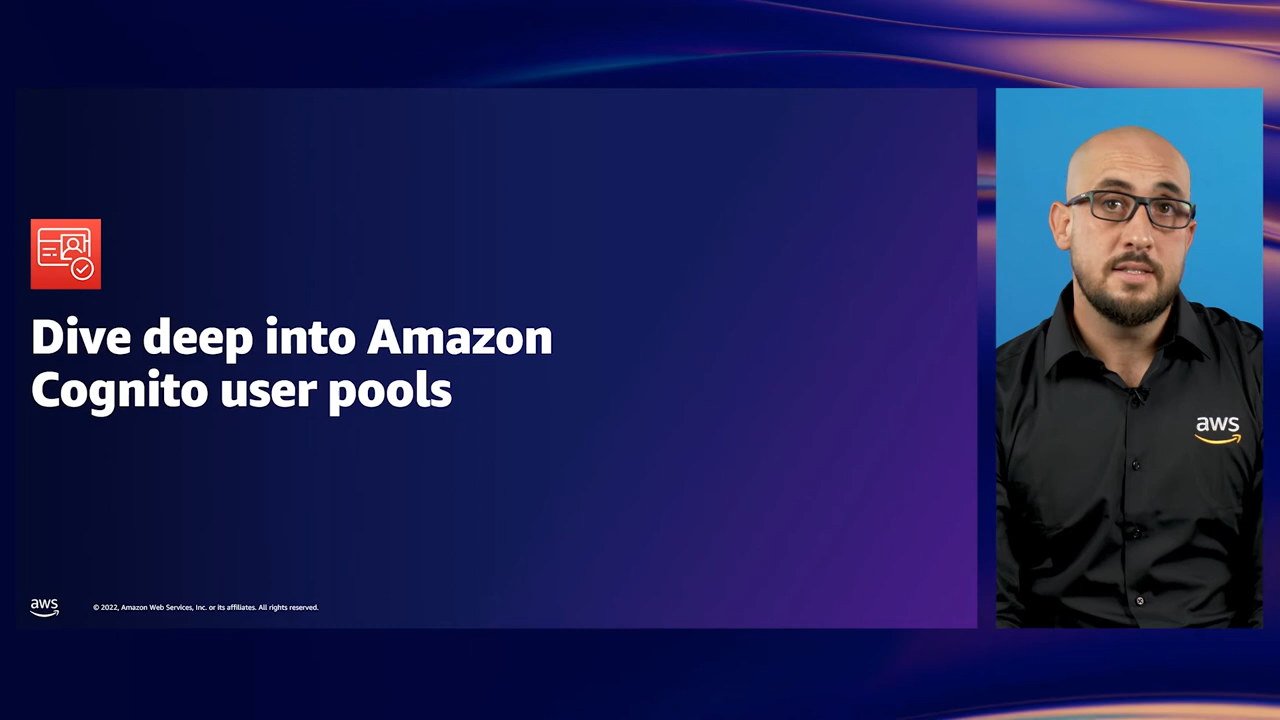 Dive deep into Amazon
Cognito user pools
aws
© 2022, Amazon Web Services, Inc. or its affiliates. All rights reserved.
aws